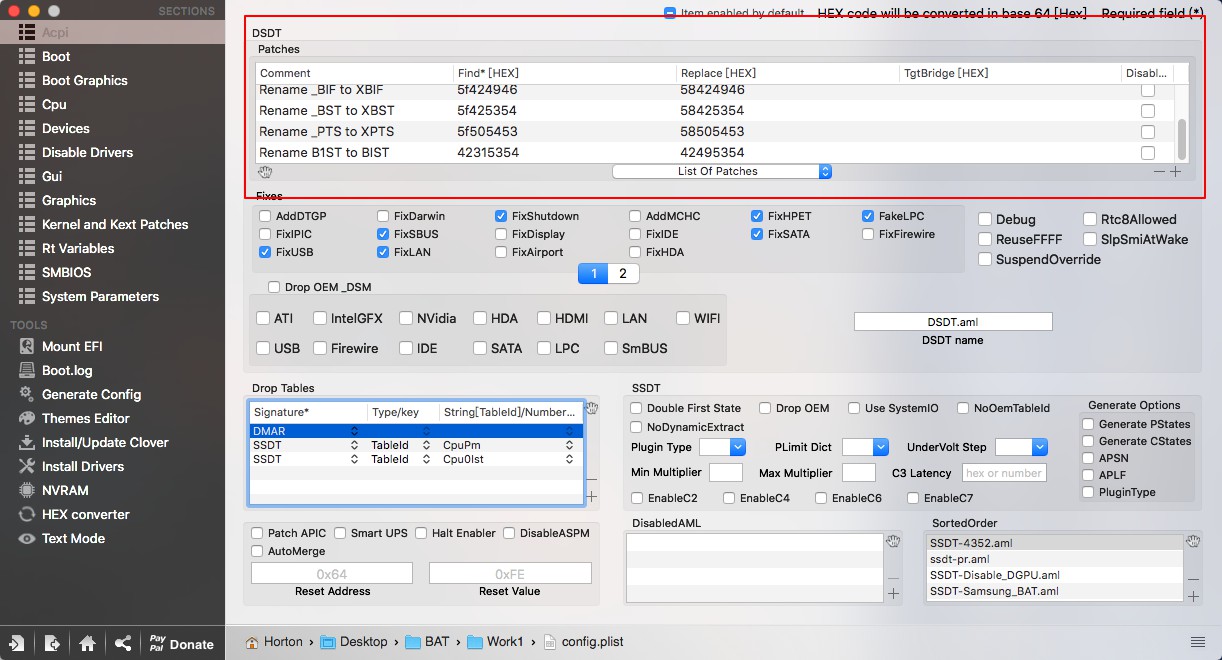 SECTIONS
Acpi
Boot
Boot Graphics
Cpu
Devices
Disable Drivers
Gui
Graphics
Kernel and Kext Patches
Rt Variables
SMBIOS
System Parameters
TOOLS
Mount EFI
Boot.log
Generate Config
Themes Editor
Install/Update Clover
Install Drivers
NVRAM
HEX converter
Text Mode
Pay Pal Donate
Item enabled by default HEX code will be converted in base 64 [Hex] Required field (*)
DSDT
Patches
Comment Find* [HEX] Replace [HEX] TgtBridge [HEX] Disabl...
Rename _BIF to XBIF 5f424946 58424946
Rename _BST to XBST 5f425354 58425354
Rename _PTS to XPTS 5f505453 58505453
Rename B1ST to BIST 42315354 42495354
List Of Patches
Fixes
AddDTGP FixDarwin FixShutdown AddMCHC FixHPET FakeLPC
FixIPIC FixSBUS FixDisplay FixIDE FixSATA FixFirewire
FixUSB FixLAN FixAirport FixHDA
Debug Rtc8Allowed
ReuseFFFF SlpSmiAtWake
SuspendOverride
1 2
Drop OEM _DSM
ATI IntelGFX NVidia HDA HDMI LAN WIFI
USB Firewire IDE SATA LPC SmBUS
DSDT.aml
DSDT name
Drop Tables
Signature* Type/key String[TableId]/Number...
DMAR
SSDT TableId CpuPm
SSDT TableId Cpu0Ist
SSDT
Double First State Drop OEM Use SystemIO NoOemTableId
NoDynamicExtract
Plugin Type PLimit Dict UnderVolt Step
Min Multiplier Max Multiplier C3 Latency hex or number
EnableC2 EnableC4 EnableC6 EnableC7
Generate Options
Generate PStates
Generate CStates
APSN
APLF
PluginType
Patch APIC Smart UPS Halt Enabler DisableASPM
AutoMerge
0x64 0xFE
Reset Address Reset Value
DisabledAML
SortedOrder
SSDT-4352.aml
ssdt-pr.aml
SSDT-Disable_DGPU.aml
SSDT-Samsung_BAT.aml
Horton › Desktop › BAT › Work1 › config.plist